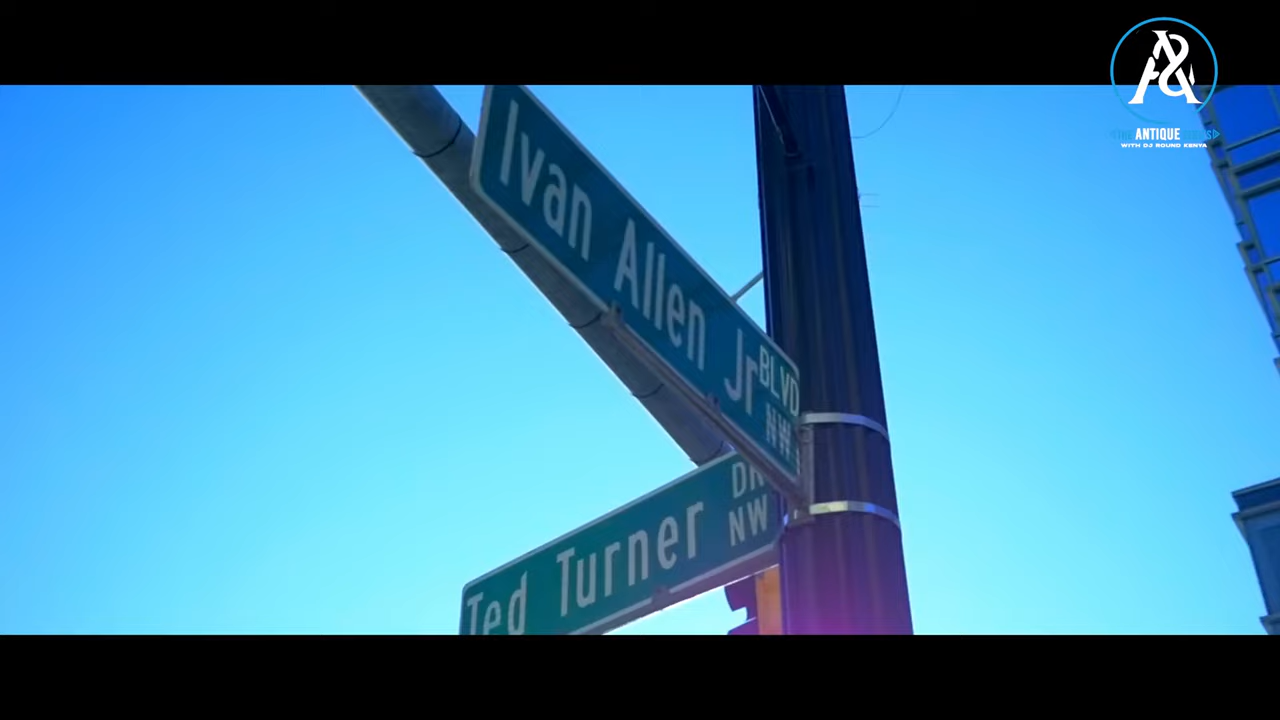 THE ANTIQUE
WITH DJ ROUND KENYA
Ivan Allen Jr BLVD
NW
Ted Turner DR
NW